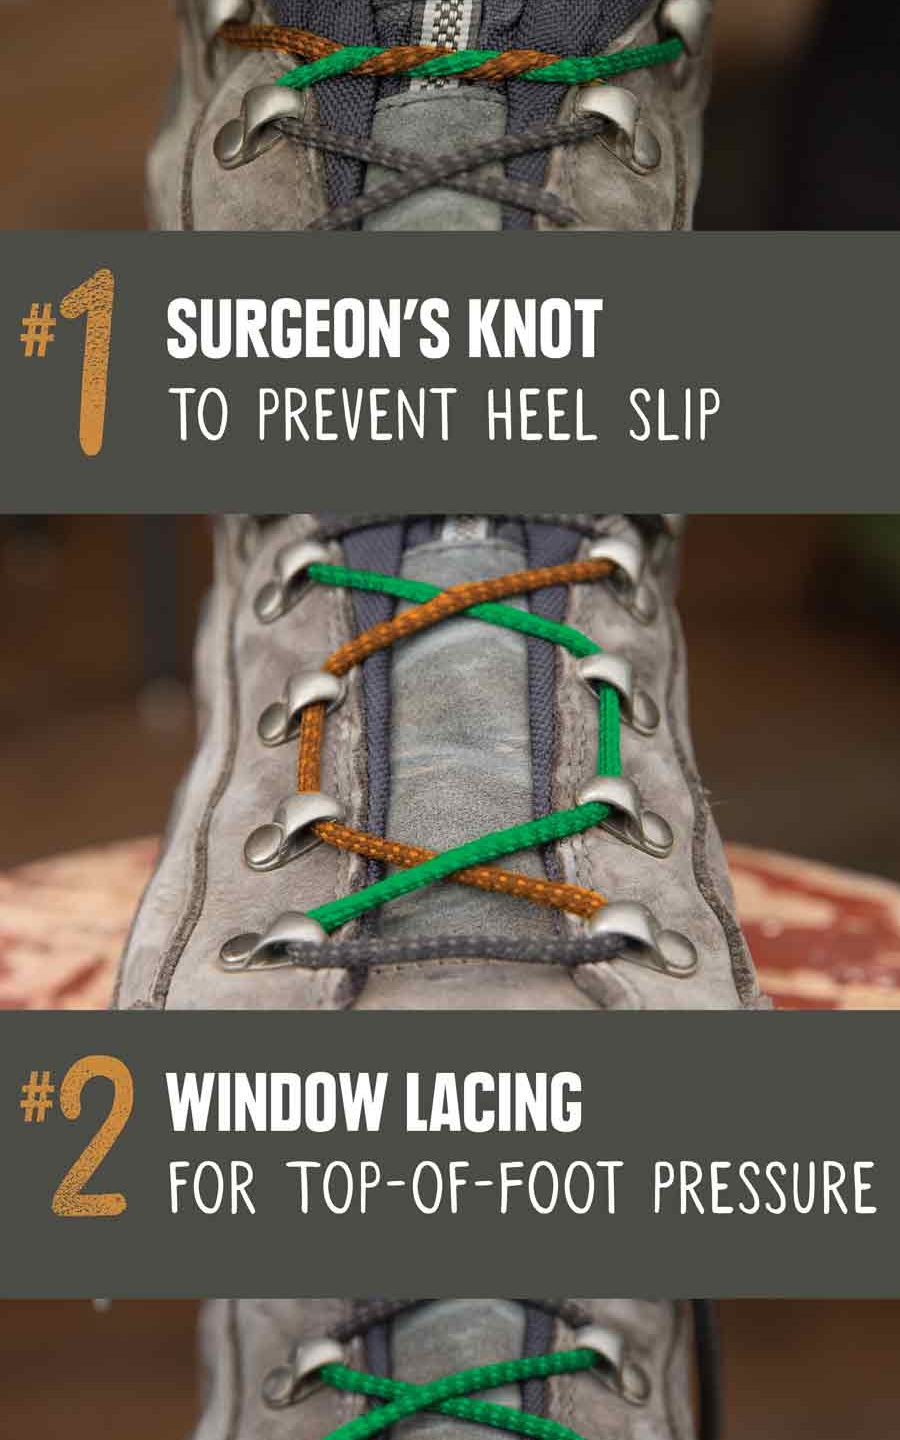 #1 SURGEON'S KNOT
TO PREVENT HEEL SLIP
#2 WINDOW LACING
FOR TOP-OF-FOOT PRESSURE